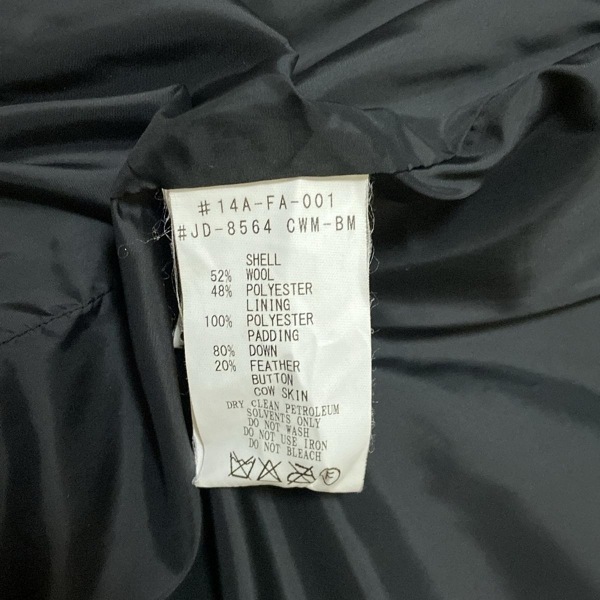 #14A-FA-001
#JD-8564 CWM-BM
SHELL
52% WOOL
48% POLYESTER
LINING
100% POLYESTER
PADDING
80% DOWN
20% FEATHER
BUTTON
COW SKIN
DRY CLEAN PETROLEUM
SOLVENTS ONLY
DO NOT WASH
DO NOT USE IRON
DO NOT BLEACH
F